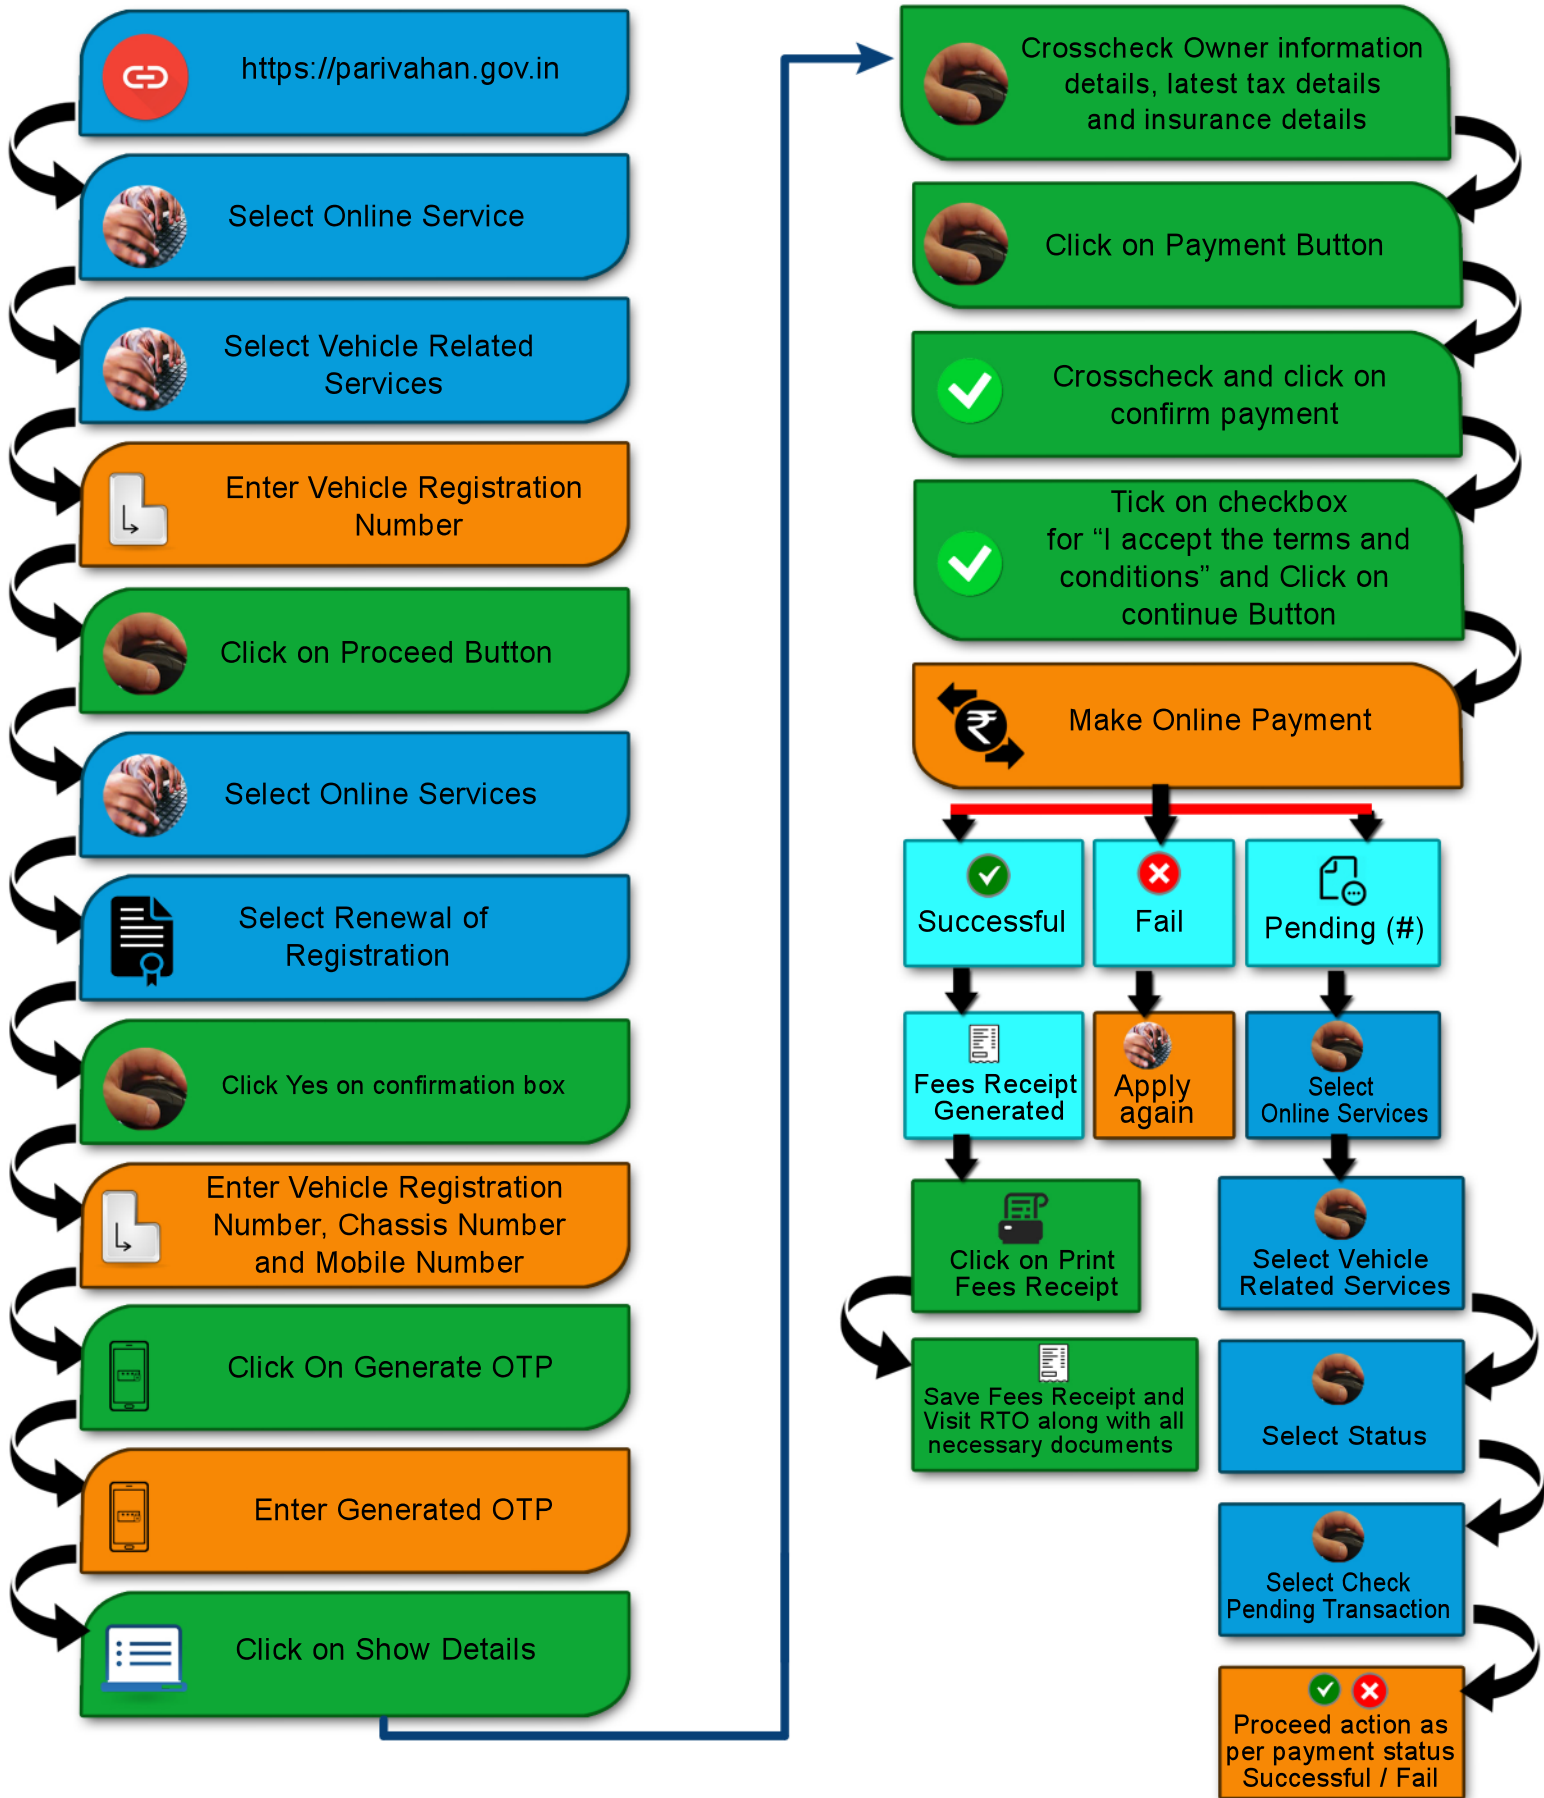 https://parivahan.gov.in
Select Online Service
Select Vehicle Related
Services
Enter Vehicle Registration
Number
Click on Proceed Button
Select Online Services
Select Renewal of
Registration
Click Yes on confirmation box
Enter Vehicle Registration
Number, Chassis Number
and Mobile Number
Click On Generate OTP
Enter Generated OTP
Click on Show Details
Crosscheck Owner information
details, latest tax details
and insurance details
Click on Payment Button
Crosscheck and click on
confirm payment
Tick on checkbox
for “I accept the terms and
conditions” and Click on
continue Button
₹
Make Online Payment
Successful
Fail
Pending (#)
Fees Receipt
Generated
Apply
again
Select
Online Services
Click on Print
Fees Receipt
Select Vehicle
Related Services
Save Fees Receipt and
Visit RTO along with all
necessary documents
Select Status
Select Check
Pending Transaction
Proceed action as
per payment status
Successful / Fail